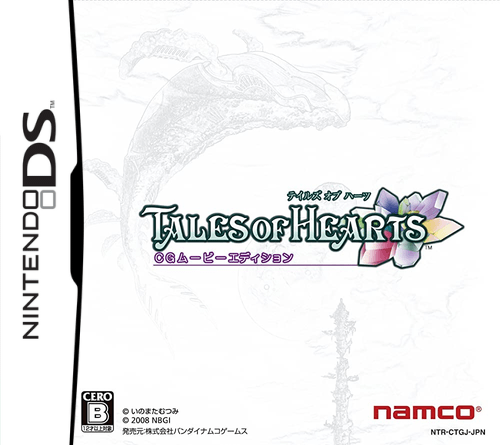 NINTENDO DS™
テイルズ オブ ハーツ
TALES OF HEARTS™
CGムービーエディション
CERO
B
12才以上対象
© いのまたむつみ
© 2008 NBGI
発売元:株式会社バンダイナムコゲームス
namco®
NTR-CTGJ-JPN